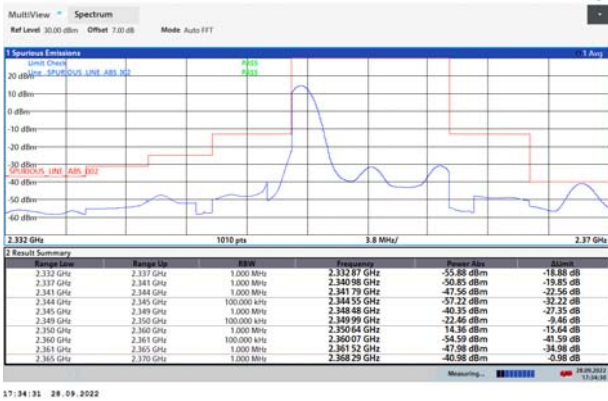 MultiView Spectrum
Ref Level 30.00 dBm Offset 7.00 dB Mode Auto FFT
1 Spurious Emissions 1 Avg
Limit Check PASS
Line _SPURIOUS_LINE_ABS_002 PASS
20 dBm
10 dBm
0 dBm
-10 dBm
-20 dBm
-30 dBm
SPURIOUS_LINE_ABS_002
-40 dBm
-50 dBm
-60 dBm
2.332 GHz 1010 pts 3.8 MHz/ 2.37 GHz
2 Result Summary
Range Low Range Up RBW Frequency Power Abs ΔLimit
2.332 GHz 2.337 GHz 1.000 MHz 2.33287 GHz -55.88 dBm -18.88 dB
2.337 GHz 2.341 GHz 1.000 MHz 2.34098 GHz -50.85 dBm -19.85 dB
2.341 GHz 2.344 GHz 1.000 MHz 2.34179 GHz -47.56 dBm -22.56 dB
2.344 GHz 2.345 GHz 100.000 kHz 2.34455 GHz -57.22 dBm -32.22 dB
2.345 GHz 2.349 GHz 1.000 MHz 2.34848 GHz -40.35 dBm -27.35 dB
2.349 GHz 2.350 GHz 100.000 kHz 2.34999 GHz -22.46 dBm -9.46 dB
2.350 GHz 2.360 GHz 1.000 MHz 2.35064 GHz 14.36 dBm -15.64 dB
2.360 GHz 2.361 GHz 100.000 kHz 2.36007 GHz -54.59 dBm -41.59 dB
2.361 GHz 2.365 GHz 1.000 MHz 2.36152 GHz -47.98 dBm -34.98 dB
2.365 GHz 2.370 GHz 1.000 MHz 2.36829 GHz -40.98 dBm -0.98 dB
Measuring... 28.09.2022
17:34:30
17:34:31 28.09.2022